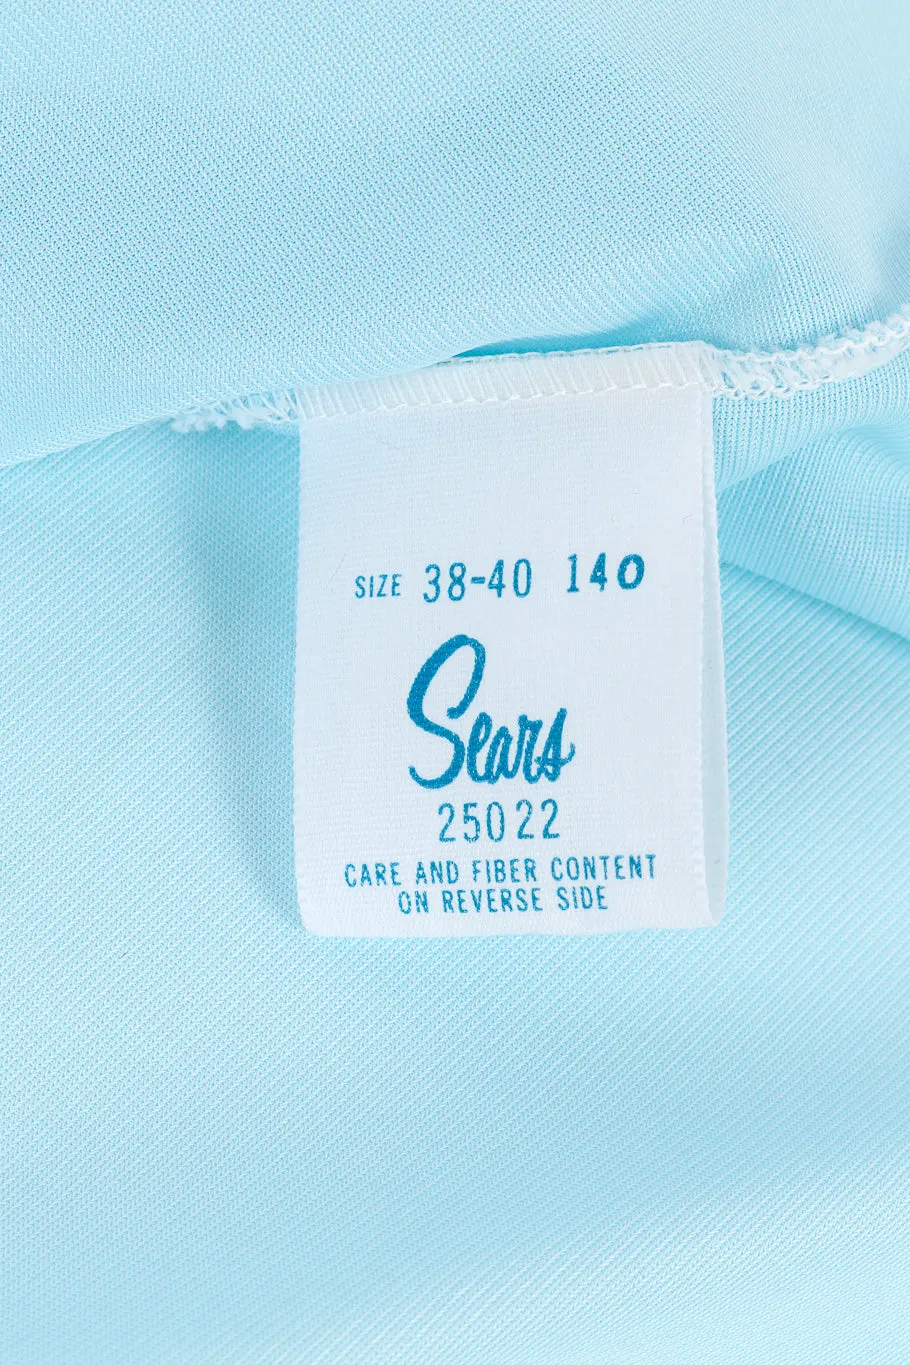 SIZE 38-40 140
Sears
25022
CARE AND FIBER CONTENT
ON REVERSE SIDE